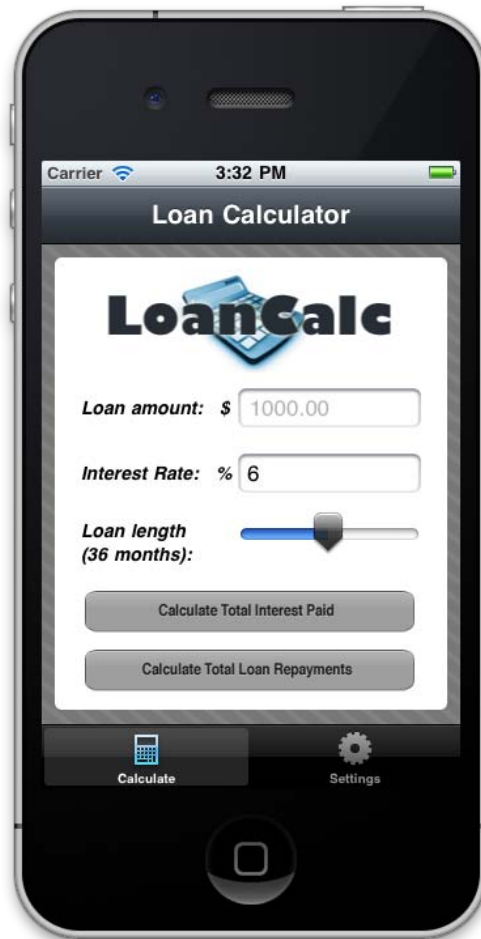 Carrier 3:32 PM
Loan Calculator
LoanCalc
Loan amount: $ 1000.00
Interest Rate: % 6
Loan length
(36 months):
Calculate Total Interest Paid
Calculate Total Loan Repayments
Calculate Settings